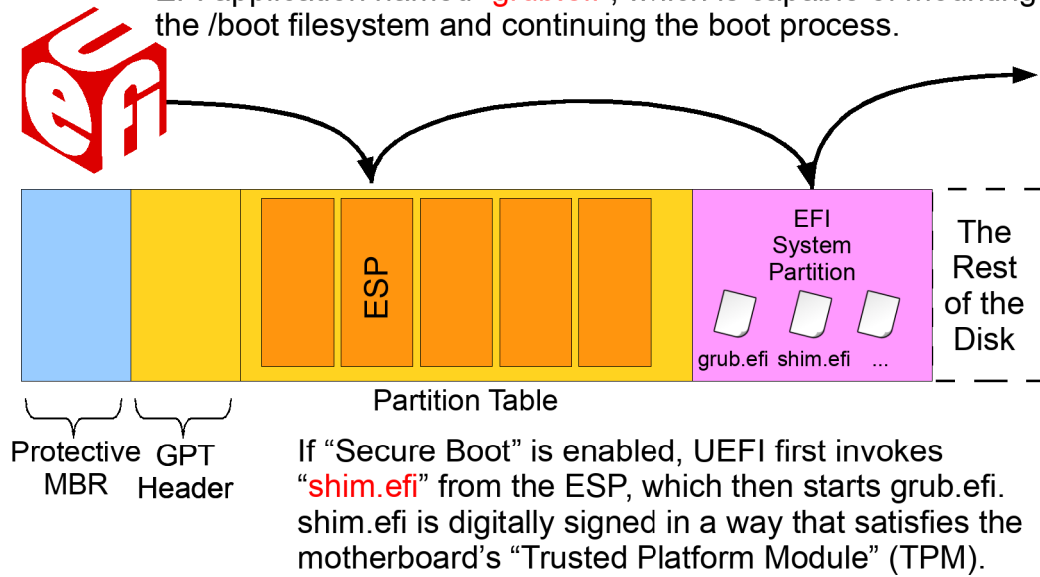 the /boot filesystem and continuing the boot process.
uefi
EFI
System
Partition
ESP
grub.efi shim.efi ...
The
Rest
of the
Disk
Partition Table
Protective
MBR
GPT
Header
If “Secure Boot” is enabled, UEFI first invokes
“shim.efi” from the ESP, which then starts grub.efi.
shim.efi is digitally signed in a way that satisfies the
motherboard’s “Trusted Platform Module” (TPM).